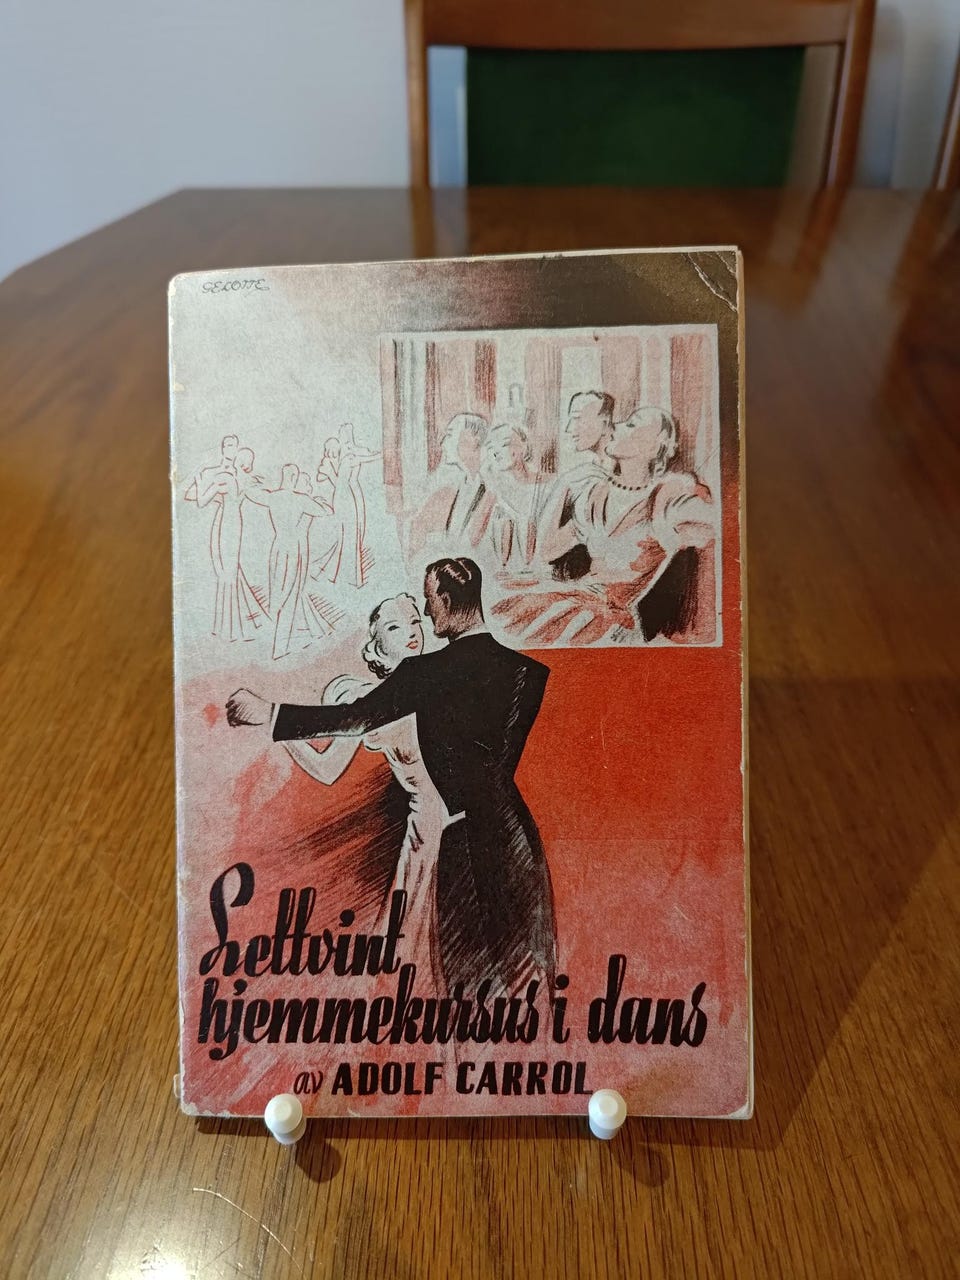 GELOTTE
Lettvint
hjemmekursus i dans
av ADOLF CARROL